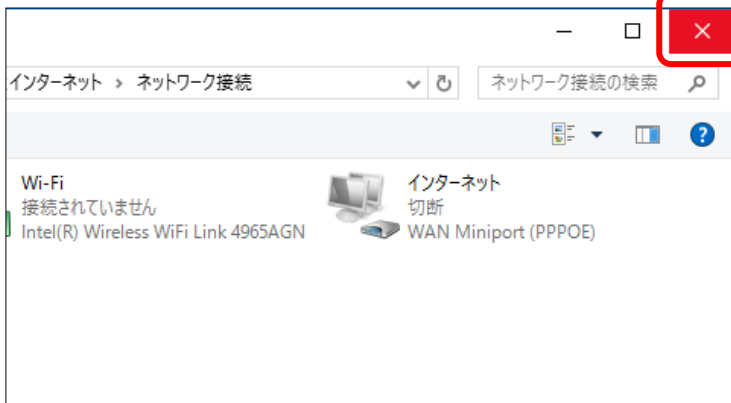 インターネット > ネットワーク接続
ネットワーク接続の検索
Wi-Fi
接続されていません
Intel(R) Wireless WiFi Link 4965AGN
インターネット
切断
WAN Miniport (PPPOE)